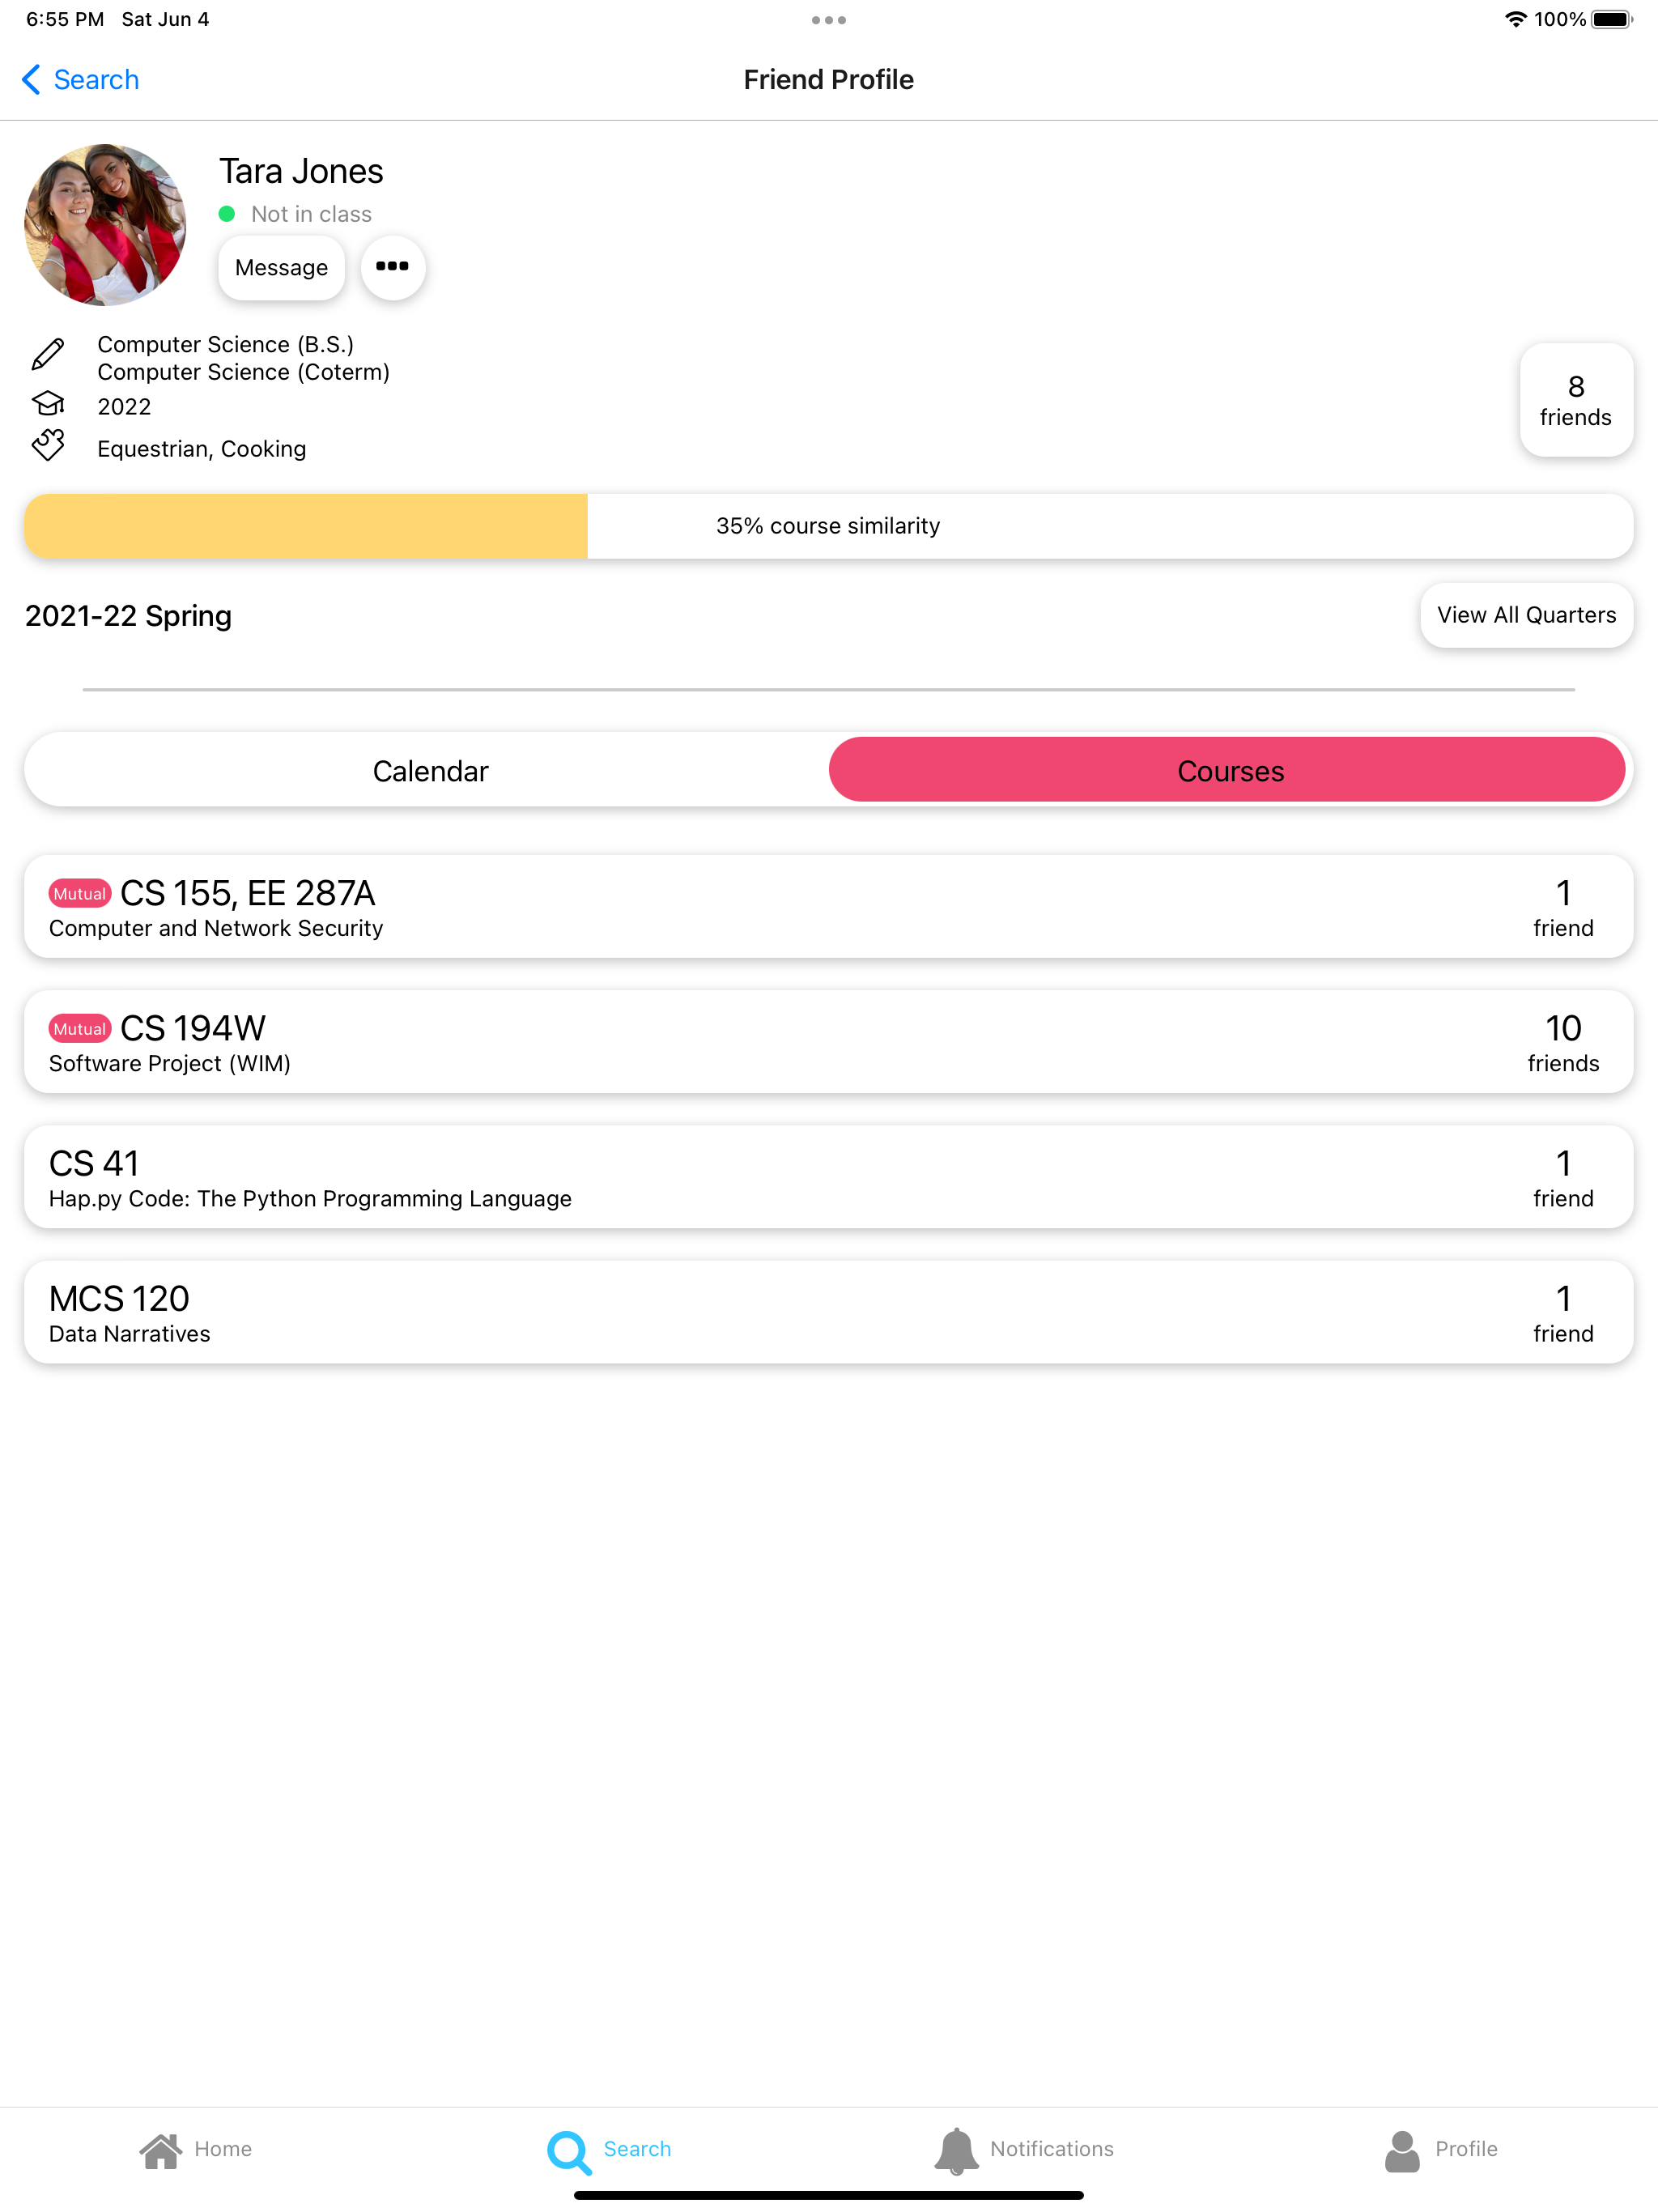 6:55 PM Sat Jun 4
100%
Search
Friend Profile
Tara Jones
Not in class
Message
Computer Science (B.S.)
Computer Science (Coterm)
2022
Equestrian, Cooking
8
friends
35% course similarity
2021-22 Spring
View All Quarters
Calendar
Courses
Mutual CS 155, EE 287A
Computer and Network Security
1
friend
Mutual CS 194W
Software Project (WIM)
10
friends
CS 41
Hap.py Code: The Python Programming Language
1
friend
MCS 120
Data Narratives
1
friend
Home
Search
Notifications
Profile